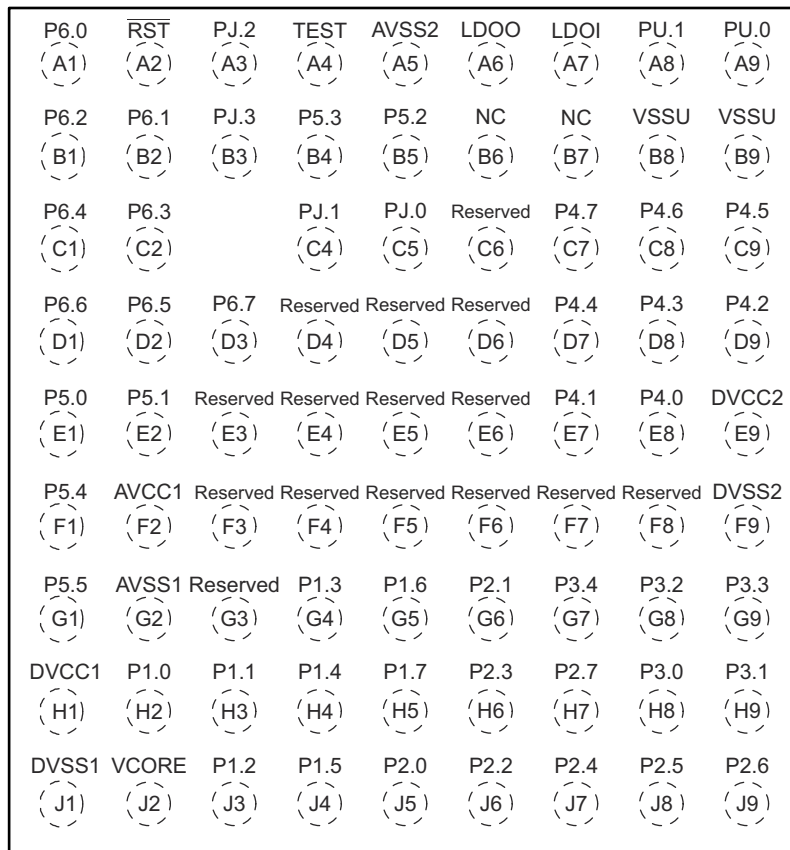 P6.0 RST PJ.2 TEST AVSS2 LDOO LDOI PU.1 PU.0
A1 A2 A3 A4 A5 A6 A7 A8 A9
P6.2 P6.1 PJ.3 P5.3 P5.2 NC NC VSSU VSSU
B1 B2 B3 B4 B5 B6 B7 B8 B9
P6.4 P6.3 PJ.1 PJ.0 Reserved P4.7 P4.6 P4.5
C1 C2 C4 C5 C6 C7 C8 C9
P6.6 P6.5 P6.7 Reserved Reserved Reserved P4.4 P4.3 P4.2
D1 D2 D3 D4 D5 D6 D7 D8 D9
P5.0 P5.1 Reserved Reserved Reserved Reserved P4.1 P4.0 DVCC2
E1 E2 E3 E4 E5 E6 E7 E8 E9
P5.4 AVCC1 Reserved Reserved Reserved Reserved Reserved Reserved DVSS2
F1 F2 F3 F4 F5 F6 F7 F8 F9
P5.5 AVSS1 Reserved P1.3 P1.6 P2.1 P3.4 P3.2 P3.3
G1 G2 G3 G4 G5 G6 G7 G8 G9
DVCC1 P1.0 P1.1 P1.4 P1.7 P2.3 P2.7 P3.0 P3.1
H1 H2 H3 H4 H5 H6 H7 H8 H9
DVSS1 VCORE P1.2 P1.5 P2.0 P2.2 P2.4 P2.5 P2.6
J1 J2 J3 J4 J5 J6 J7 J8 J9